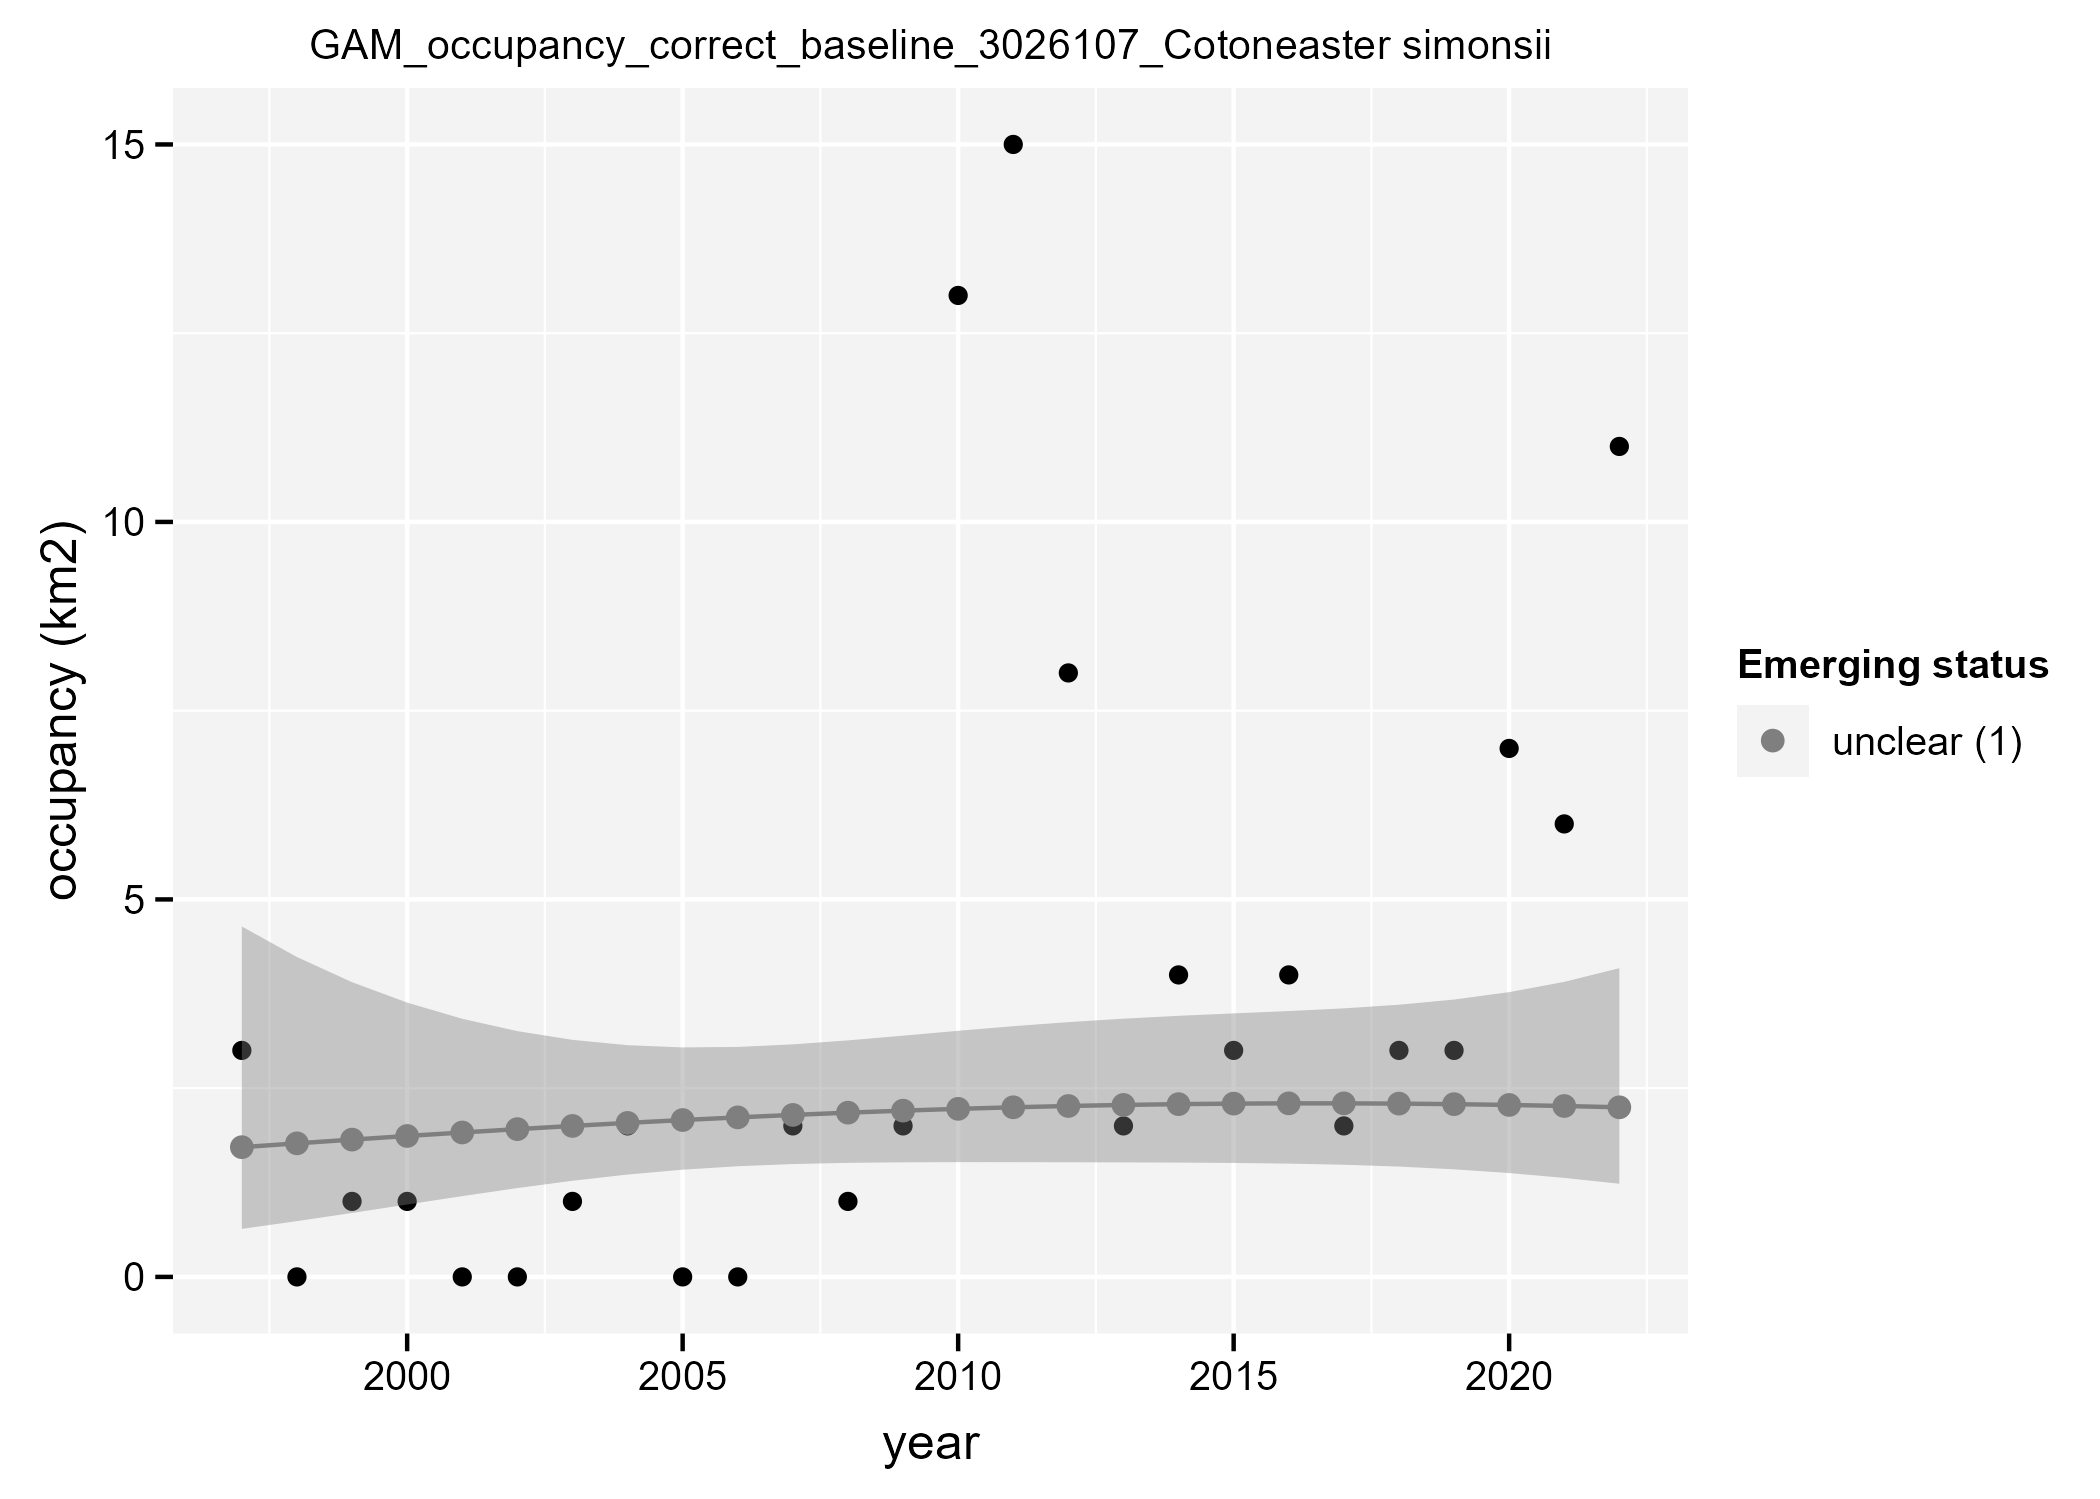 GAM_occupancy_correct_baseline_3026107_Cotoneaster simonsii
15
10
5
0
occupancy (km2)
2000 2005 2010 2015 2020
year
Emerging status
unclear (1)